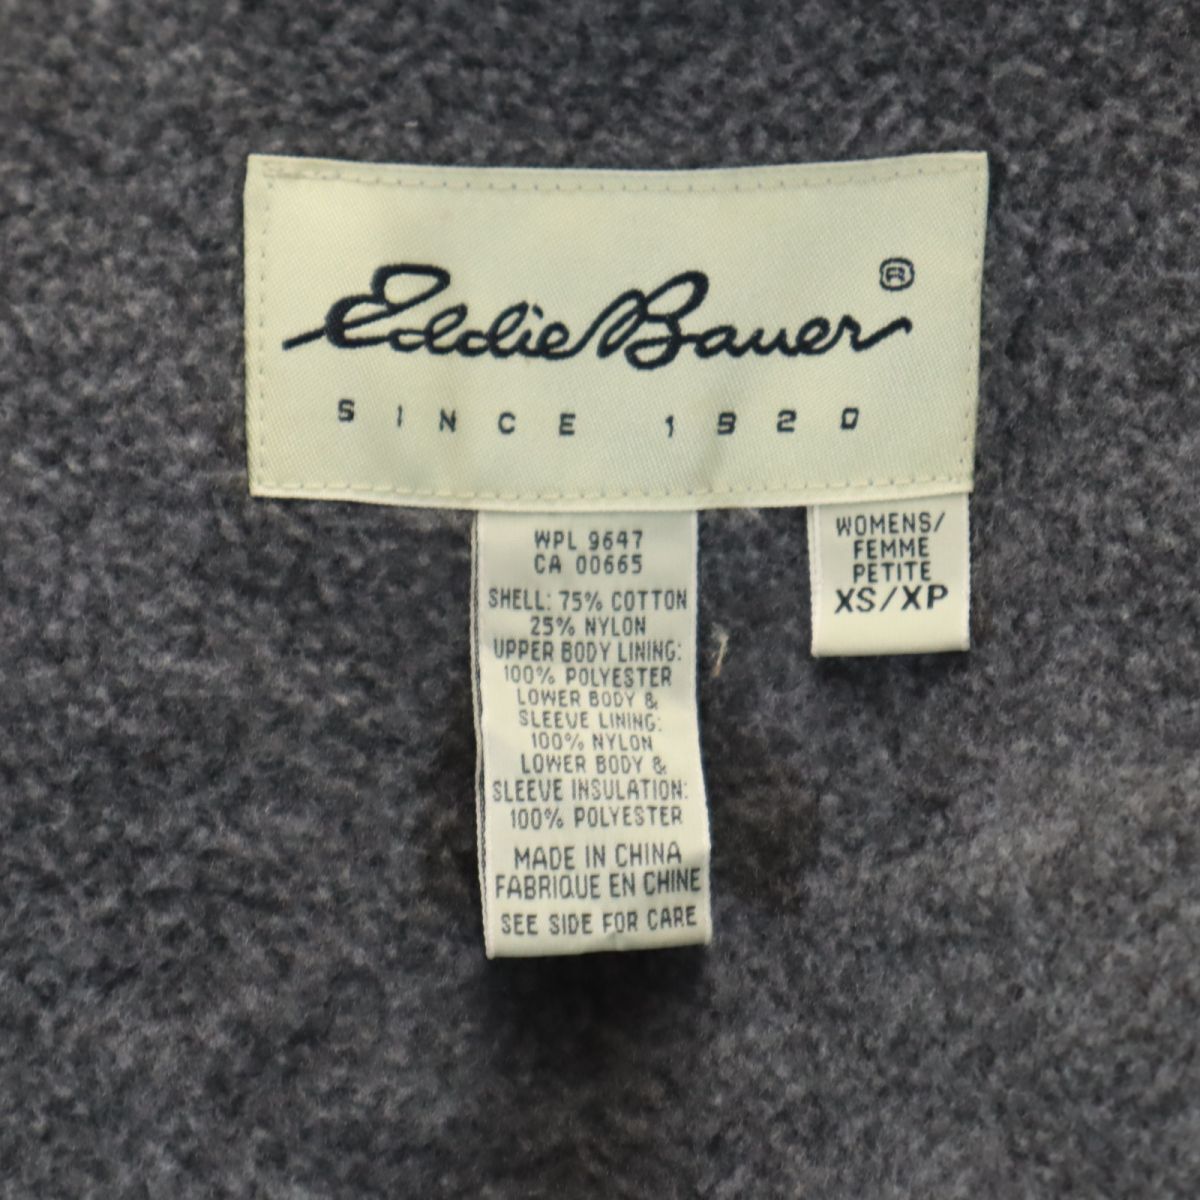 Eddie Bauer®
SINCE 1920
WPL 9647
CA 00665
SHELL: 75% COTTON
25% NYLON
UPPER BODY LINING:
100% POLYESTER
LOWER BODY &
SLEEVE LINING:
100% NYLON
LOWER BODY &
SLEEVE INSULATION:
100% POLYESTER
MADE IN CHINA
FABRIQUE EN CHINE
SEE SIDE FOR CARE
WOMENS/
FEMME
PETITE
XS/XP